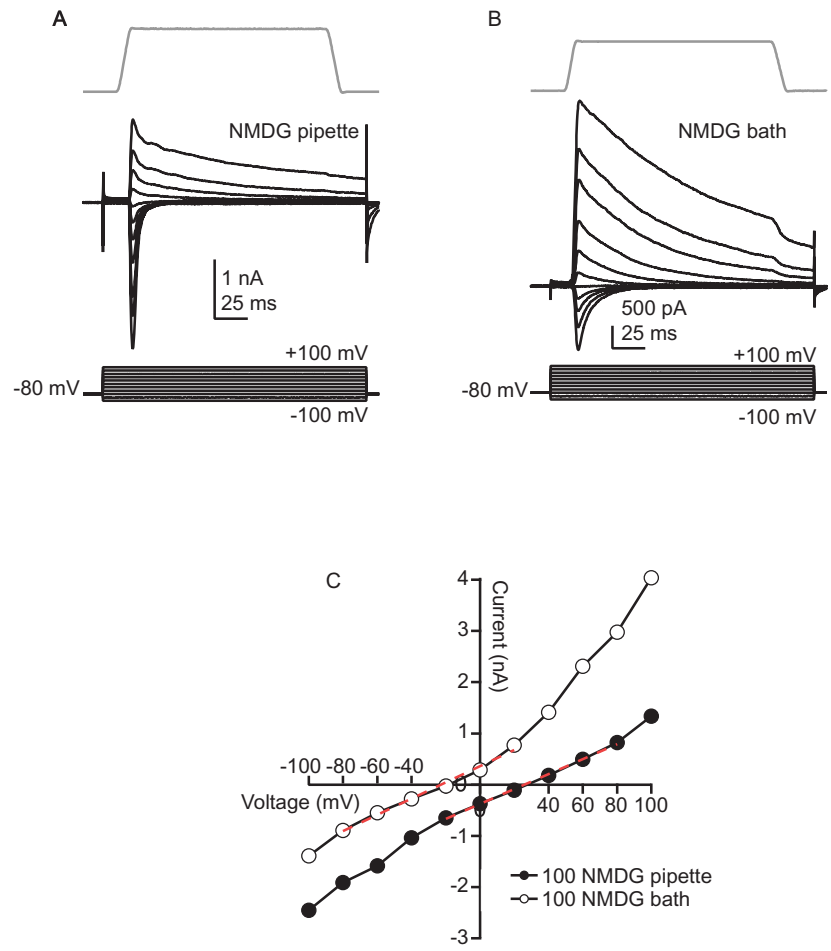 A
B
NMDG pipette
NMDG bath
1 nA
25 ms
500 pA
25 ms
+100 mV
-80 mV
-100 mV
+100 mV
-80 mV
-100 mV
C
4
3
2
1
0
-1
-2
-3
Current (nA)
-100 -80 -60 -40 0 40 60 80 100
Voltage (mV)
100 NMDG pipette
100 NMDG bath